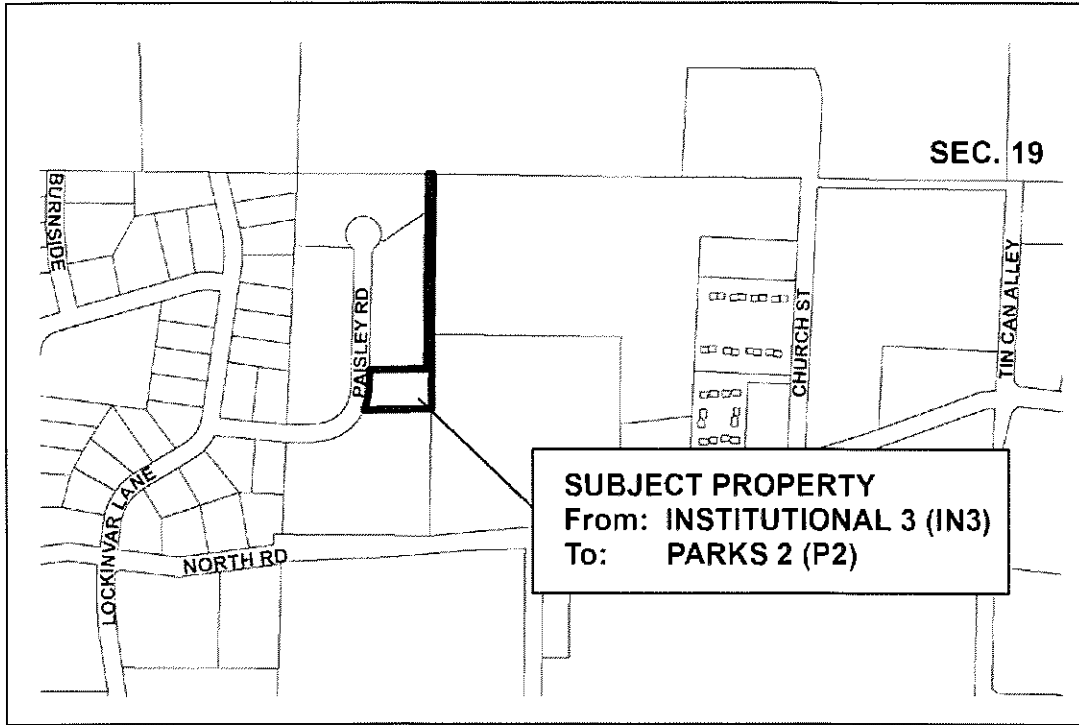 SEC. 19
BURNSIDE
PAISLEY RD
CHURCH ST
TIN CAN ALLEY
LOCKINVAR LANE
NORTH RD
SUBJECT PROPERTY
From: INSTITUTIONAL 3 (IN3)
To: PARKS 2 (P2)